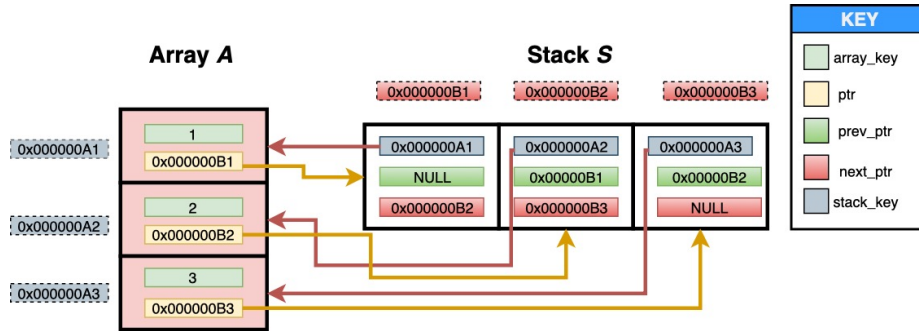 Array A
Stack S
KEY
array_key
ptr
prev_ptr
next_ptr
stack_key
0x000000B1
0x000000B2
0x000000B3
0x000000A1
1
0x000000B1
0x000000A2
2
0x000000B2
0x000000A3
3
0x000000B3
0x000000A1
0x000000A2
0x000000A3
NULL
0x00000B1
0x00000B2
0x000000B2
0x000000B3
NULL